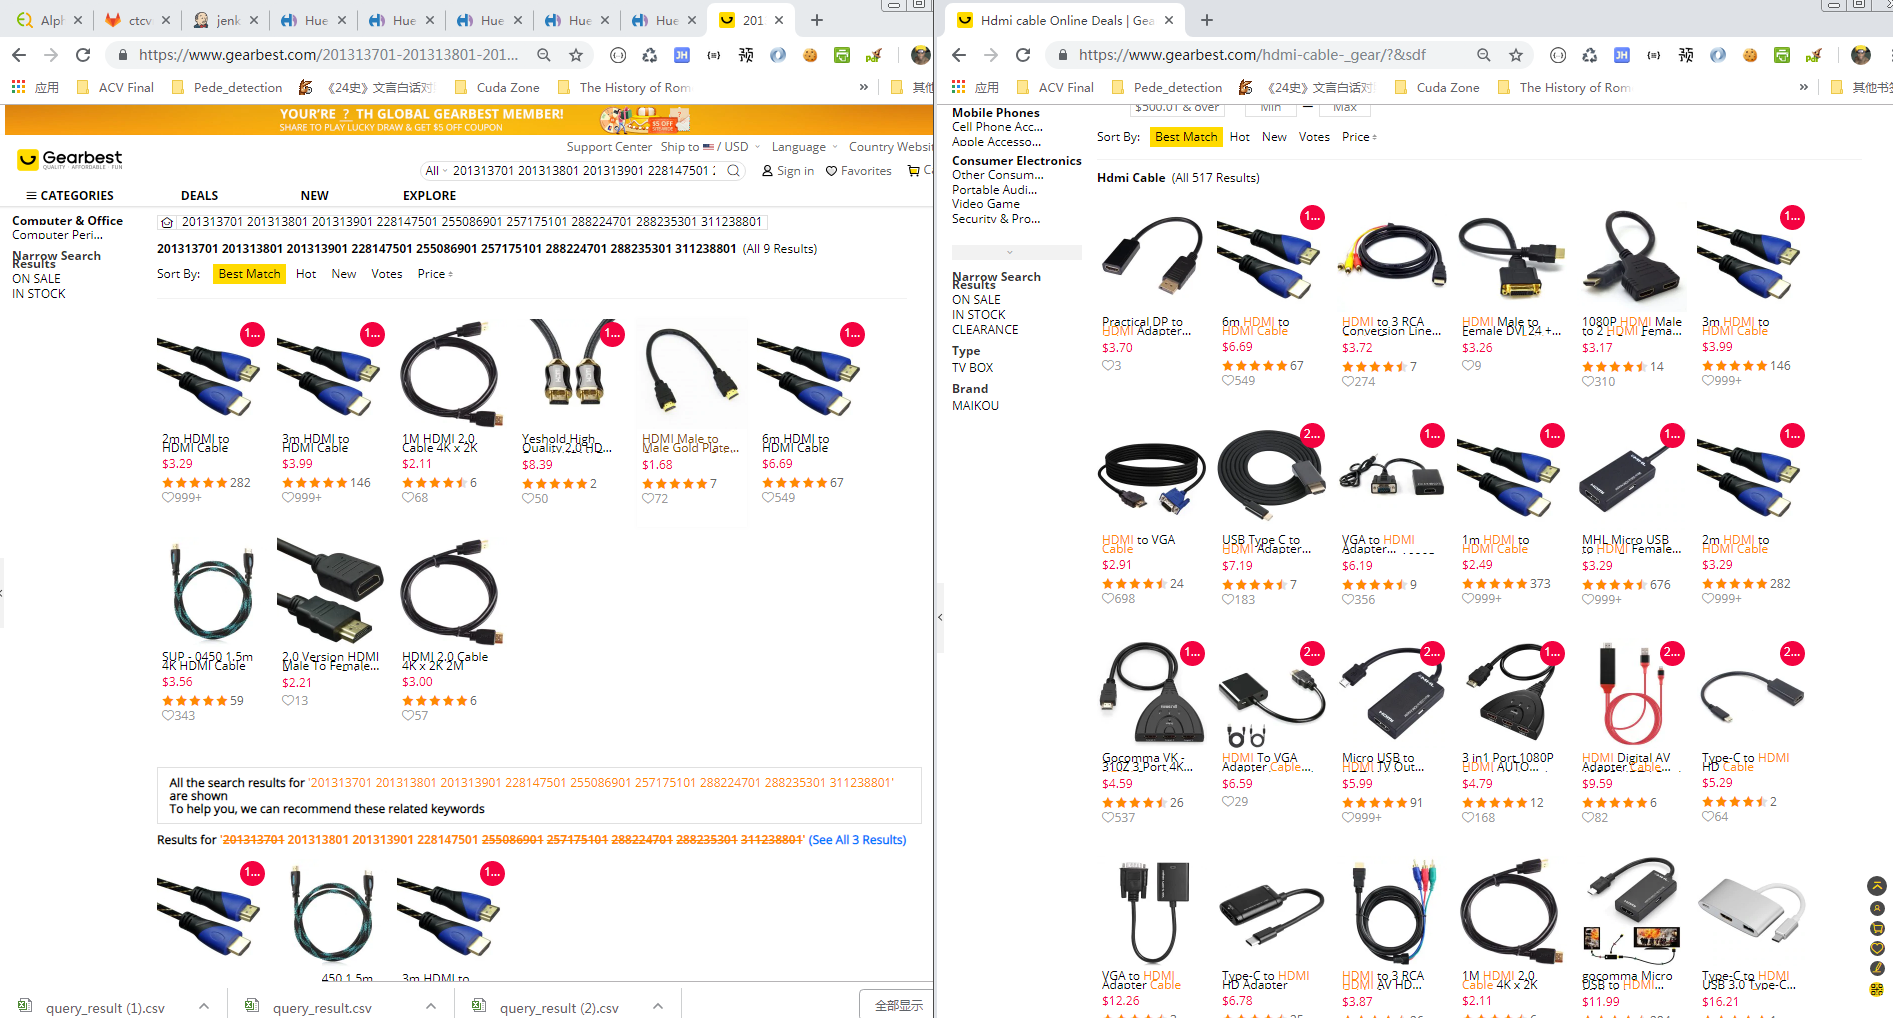 Alph
ctcv
jenk
Hue
Hue
Hue
Hue
Hue
201
https://www.gearbest.com/201313701-201313801-201...
应用
ACV Final
Pede_detection
《24史》文言白话对
Cuda Zone
The History of Rom
»
其他
YOUR'RE ? TH GLOBAL GEARBEST MEMBER!
SHARE TO PLAY LUCKY DRAW & GET $5 OFF COUPON
$5 OFF
Support Center
Ship to / USD
Language
Country Websi
Gearbest
QUALITY · AFFORDABLE · FUN
All
201313701 201313801 201313901 228147501 2
Sign in
Favorites
CATEGORIES
DEALS
NEW
EXPLORE
Computer & Office
Computer Peri...
Narrow Search
Results
ON SALE
IN STOCK
201313701 201313801 201313901 228147501 255086901 257175101 288224701 288235301 311238801
201313701 201313801 201313901 228147501 255086901 257175101 288224701 288235301 311238801 (All 9 Results)
Sort By: Best Match Hot New Votes Price
1... 1... 1... 1...
2m HDMI to
HDMI Cable
$3.29
282
999+
3m HDMI to
HDMI Cable
$3.99
146
999+
1M HDMI 2.0
Cable 4K x 2K
$2.11
6
68
Yeshold High
Quality 2.0 HD...
$8.39
2
50
HDMI Male to
Male Gold Plate...
$1.68
7
72
6m HDMI to
HDMI Cable
$6.69
67
549
SUP - 0450 1.5m
4K HDMI Cable
$3.56
59
343
2.0 Version HDMI
Male To Female...
$2.21
13
HDMI 2.0 Cable
4K x 2K 2M
$3.00
6
57
All the search results for '201313701 201313801 201313901 228147501 255086901 257175101 288224701 288235301 311238801'
are shown
To help you, we can recommend these related keywords
Results for '201313701 201313801 201313901 228147501 255086901 257175101 288224701 288235301 311238801' (See All 3 Results)
1... 1...
450 1.5m
3m HDMI to
query_result (1).csv
query_result.csv
query_result (2).csv
全部显示
Hdmi cable Online Deals | Gea
https://www.gearbest.com/hdmi-cable-_gear/?&sdf
应用
ACV Final
Pede_detection
《24史》文言白话对
Cuda Zone
The History of Rom
»
其他书签
Mobile Phones
Cell Phone Acc...
Apple Accesso...
Consumer Electronics
Other Consum...
Portable Audi...
Video Game
Security & Pro...
Narrow Search
Results
ON SALE
IN STOCK
CLEARANCE
Type
TV BOX
Brand
MAIKOU
$500.01 & over
Min — Max
Sort By: Best Match Hot New Votes Price
Hdmi Cable (All 517 Results)
1... 1...
Practical DP to
HDMI Adapter...
$3.70
3
6m HDMI to
HDMI Cable
$6.69
67
549
HDMI to 3 RCA
Conversion Line...
$3.72
7
274
HDMI Male to
Female DVI 24 +...
$3.26
9
1080P HDMI Male
to 2 HDMI Fema...
$3.17
14
310
3m HDMI to
HDMI Cable
$3.99
146
999+
2... 1... 1... 1... 1...
HDMI to VGA
Cable
$2.91
24
698
USB Type C to
HDMI Adapter...
$7.19
7
183
VGA to HDMI
Adapter...
$6.19
9
356
1m HDMI to
HDMI Cable
$2.49
373
999+
MHL Micro USB
to HDMI Female...
$3.29
676
999+
2m HDMI to
HDMI Cable
$3.29
282
999+
1... 2... 2... 1... 2... 2...
Gocomma VK -
310Z 3 Port 4K...
$4.59
26
537
HDMI To VGA
Adapter Cable...
$6.59
29
Micro USB to
HDMI TV Out...
$5.99
91
999+
3 in1 Port 1080P
HDMI AUTO...
$4.79
12
168
HDMI Digital AV
Adapter Cable...
$9.59
6
82
Type-C to HDMI
HD Cable
$5.29
2
64
VGA to HDMI
Adapter Cable
$12.26
Type-C to HDMI
HD Adapter
$6.78
HDMI to 3 RCA
HDMI AV HD...
$3.87
1M HDMI 2.0
Cable 4K x 2K
$2.11
gocomma Micro
USB to HDMI...
$11.99
Type-C to HDMI
USB 3.0 Type-C...
$16.21